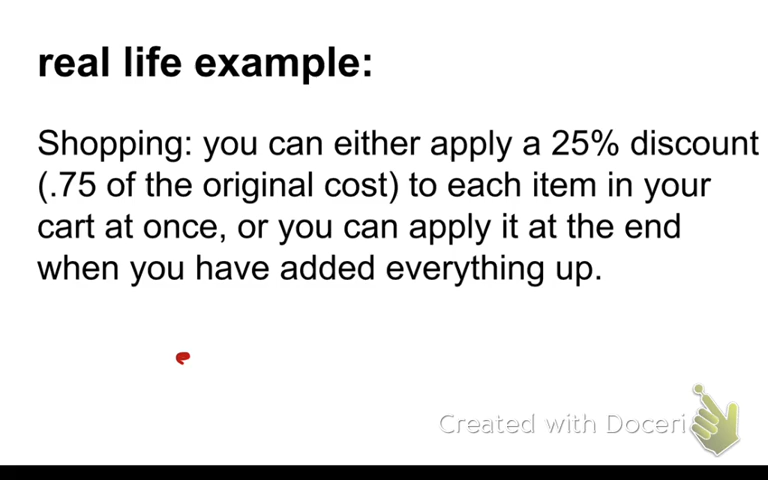 real life example:
Shopping: you can either apply a 25% discount
(.75 of the original cost) to each item in your
cart at once, or you can apply it at the end
when you have added everything up.
Created with Doceri